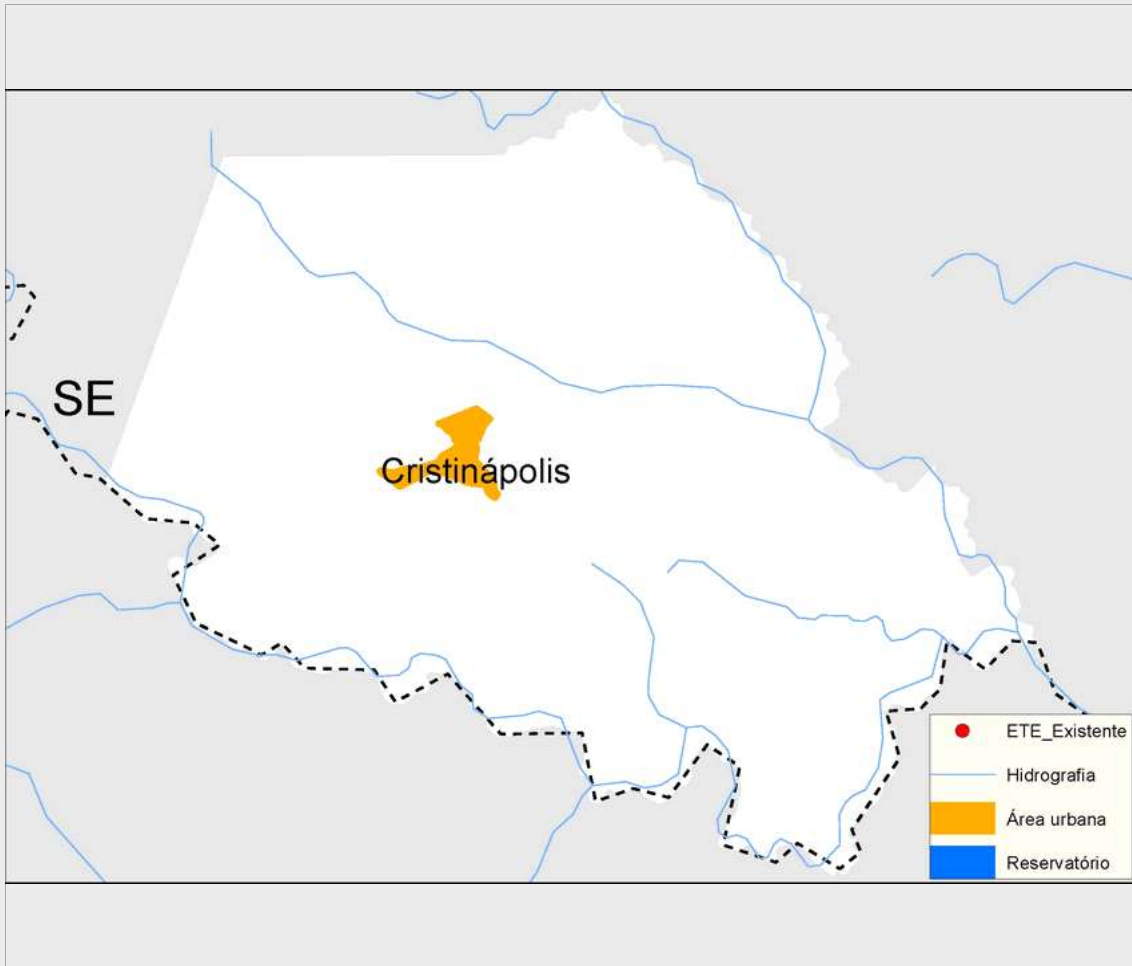 SE
Cristinápolis
ETE_Existente
Hidrografia
Área urbana
Reservatório